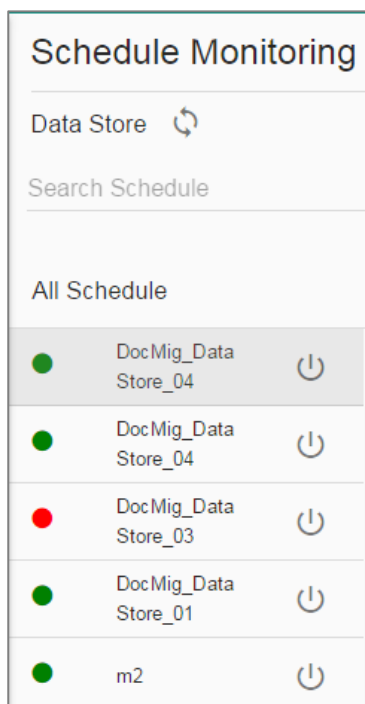 Schedule Monitoring
Data Store
Search Schedule
All Schedule
DocMig_Data
Store_04
DocMig_Data
Store_04
DocMig_Data
Store_03
DocMig_Data
Store_01
m2